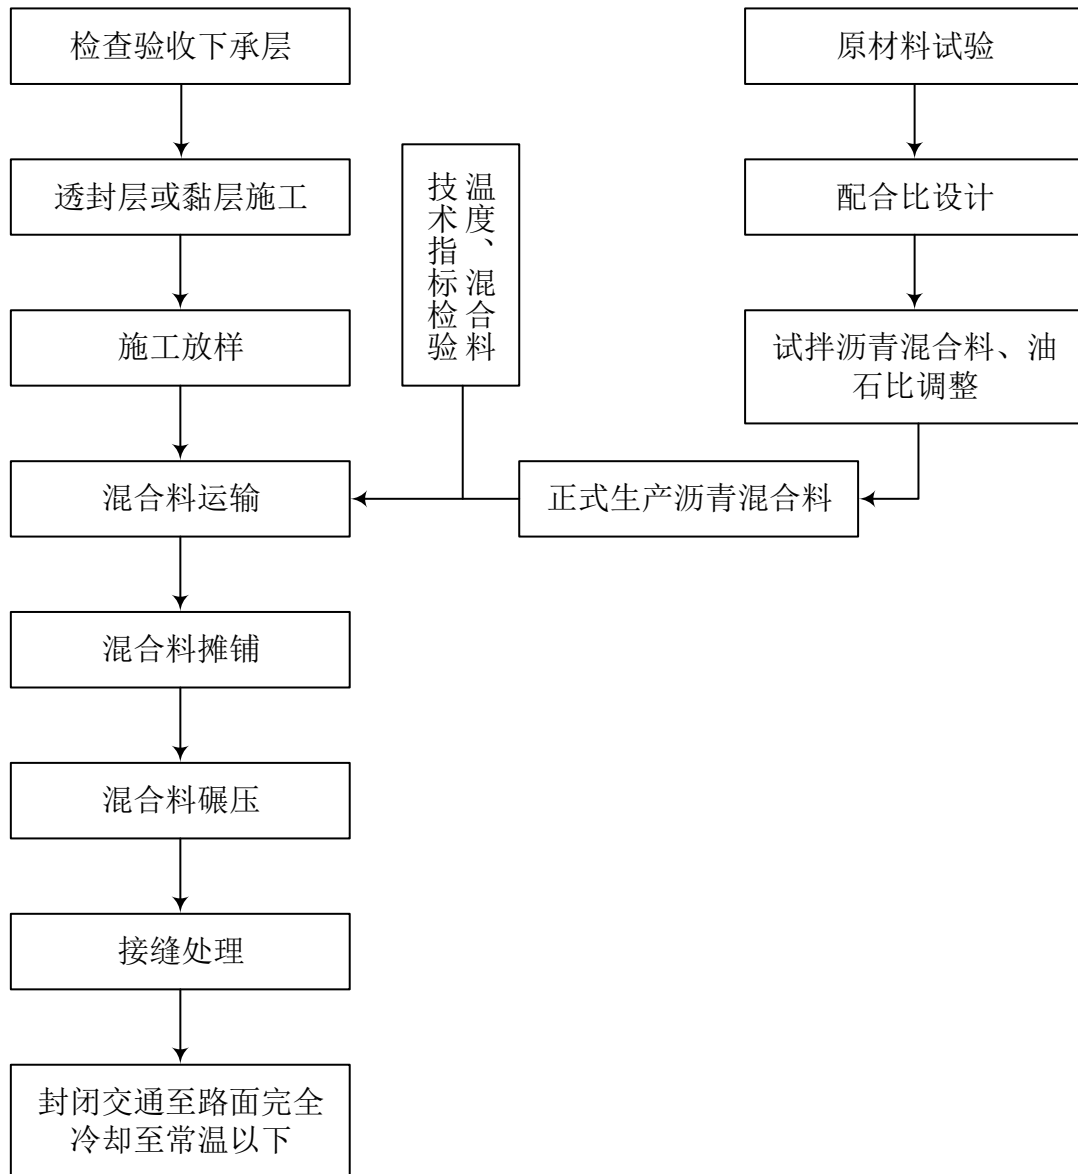 检查验收下承层
原材料试验
透封层或黏层施工
温度、混合料
技术指标检验
配合比设计
施工放样
试拌沥青混合料、油
石比调整
混合料运输
正式生产沥青混合料
混合料摊铺
混合料碾压
接缝处理
封闭交通至路面完全
冷却至常温以下